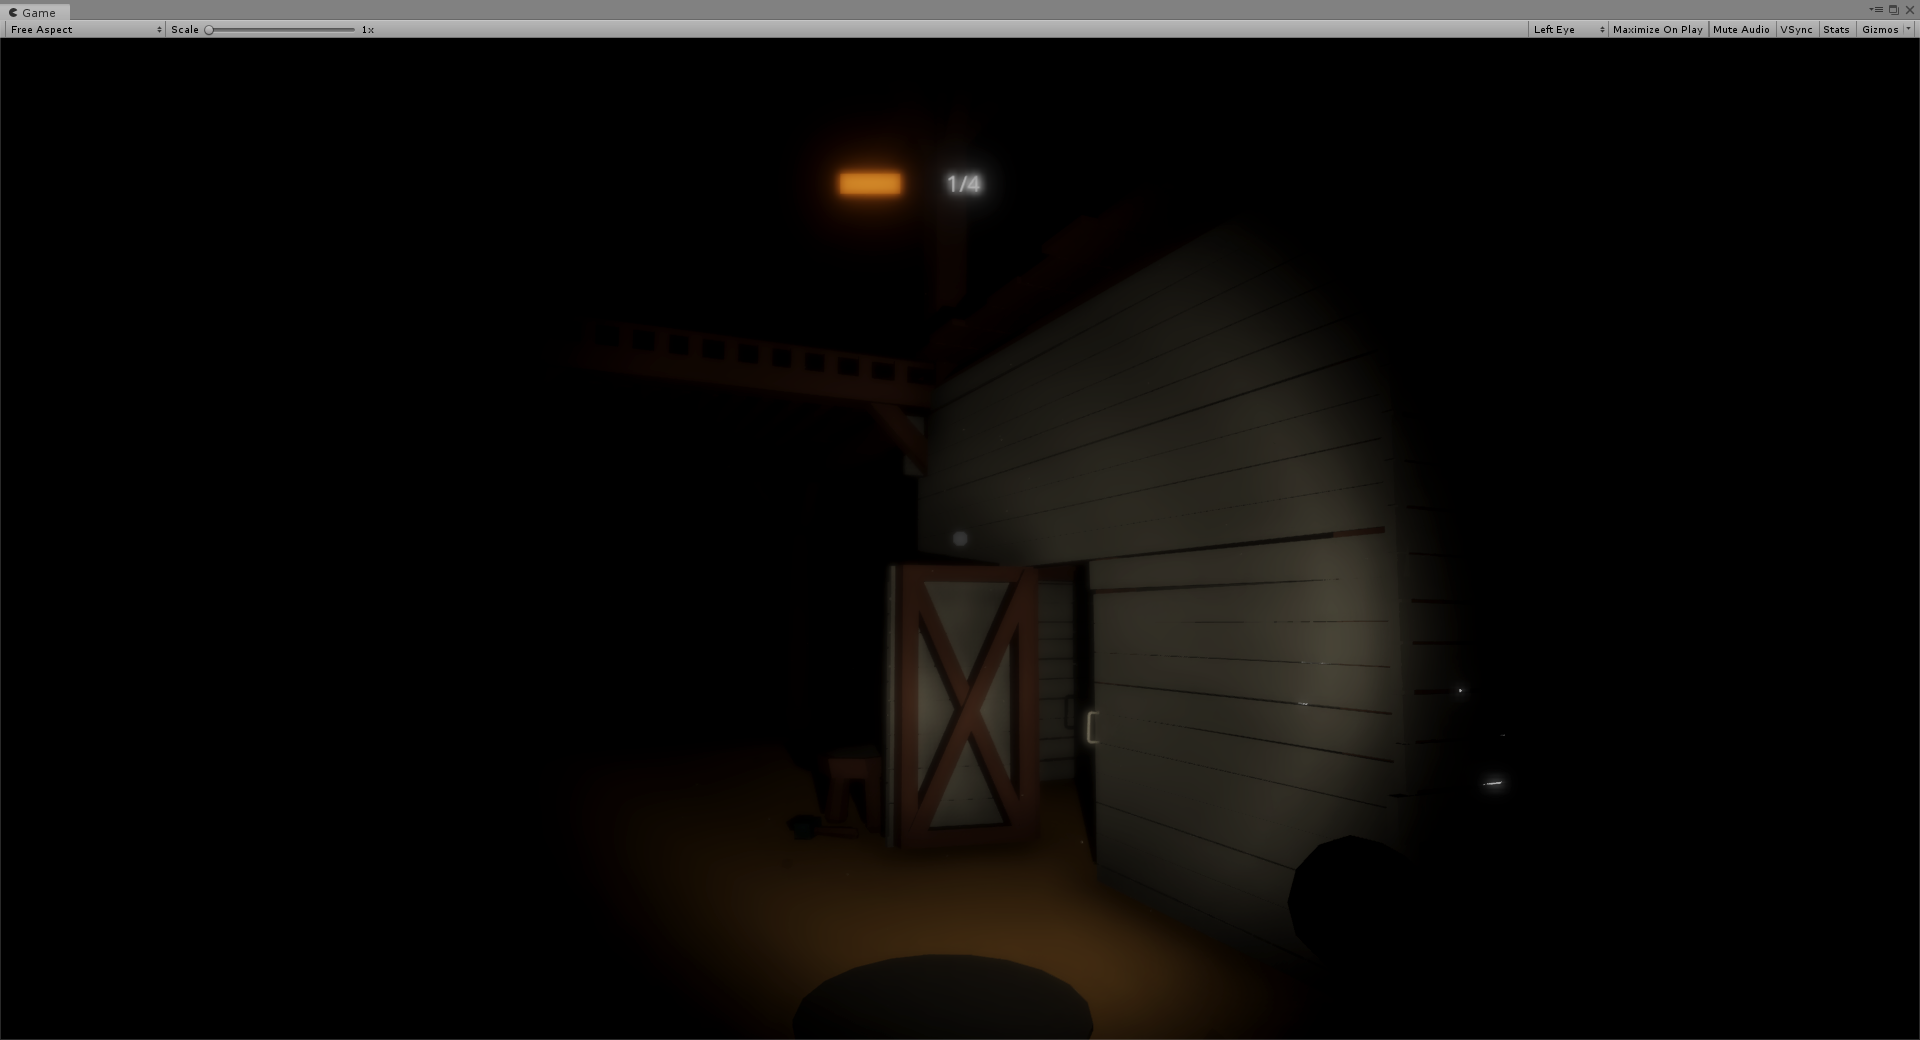 Game
Free Aspect Scale 1x Left Eye Maximize On Play Mute Audio VSync Stats Gizmos
1/4